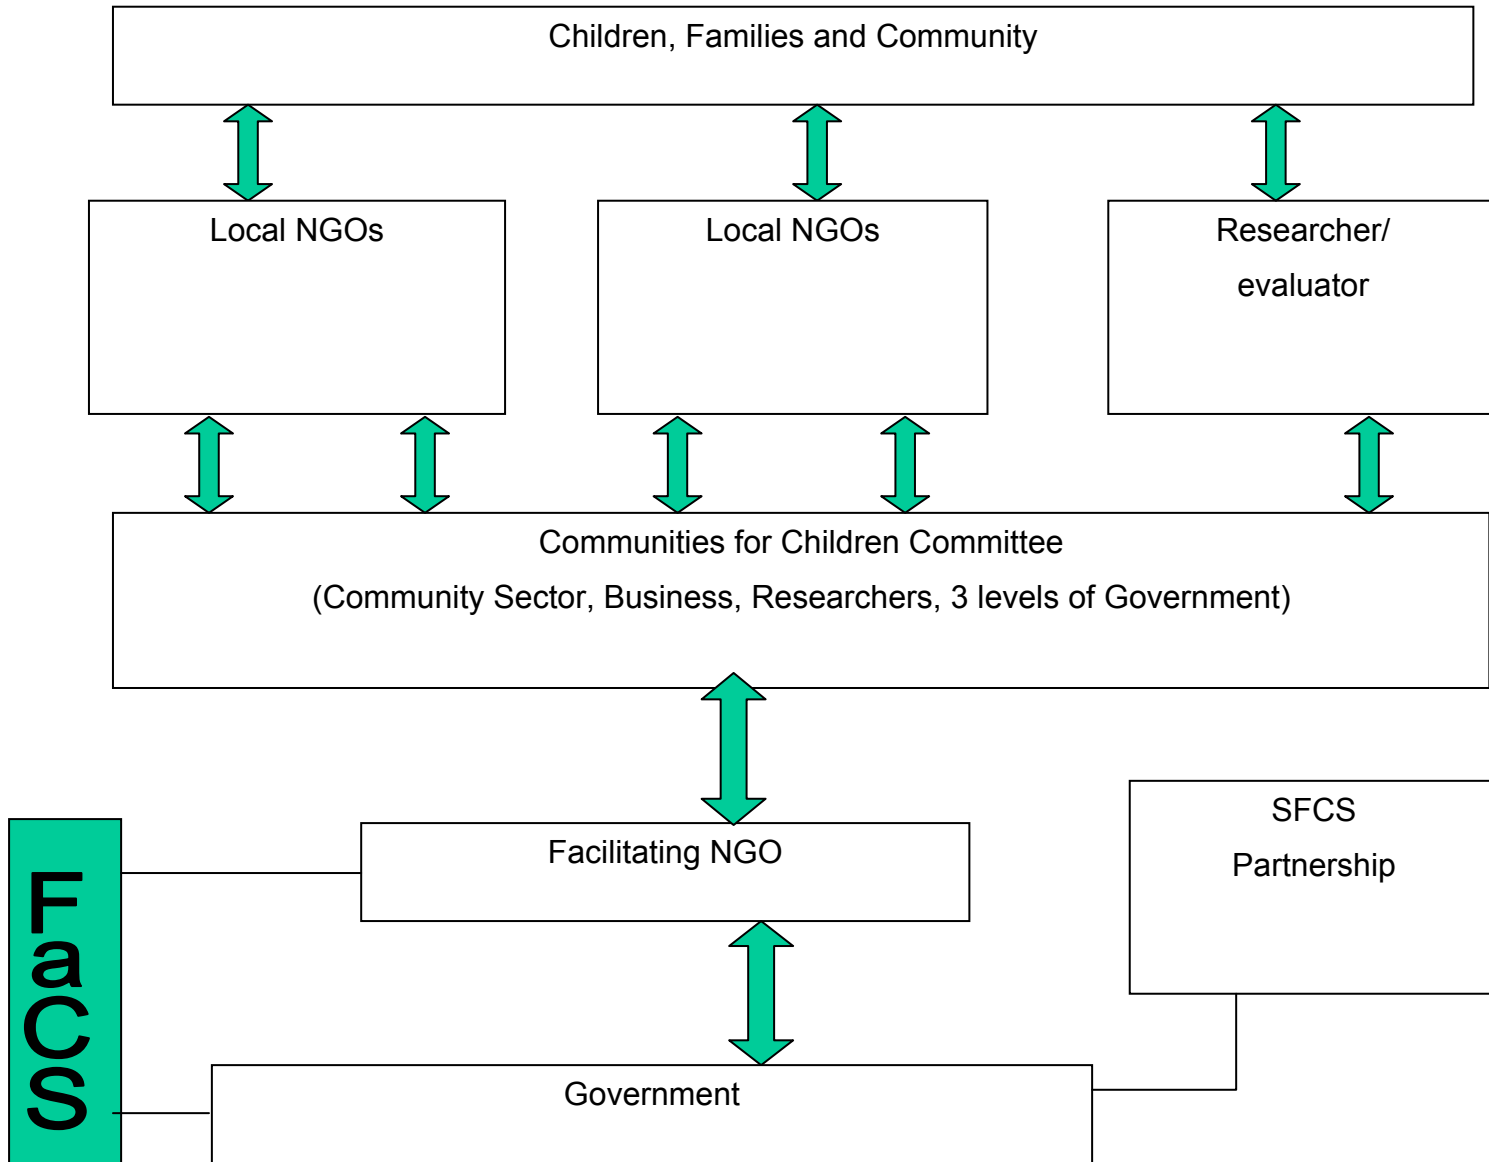 Children, Families and Community
Local NGOs
Local NGOs
Researcher/
evaluator
Communities for Children Committee
(Community Sector, Business, Researchers, 3 levels of Government)
Facilitating NGO
SFCS
Partnership
FaCS
Government